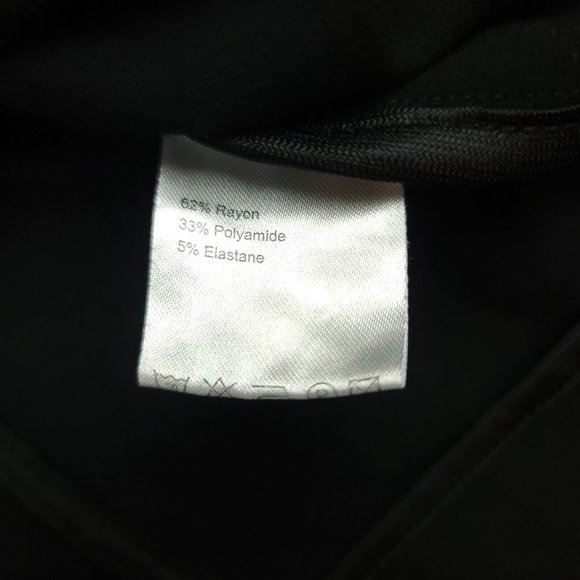 62% Rayon
33% Polyamide
5% Elastane